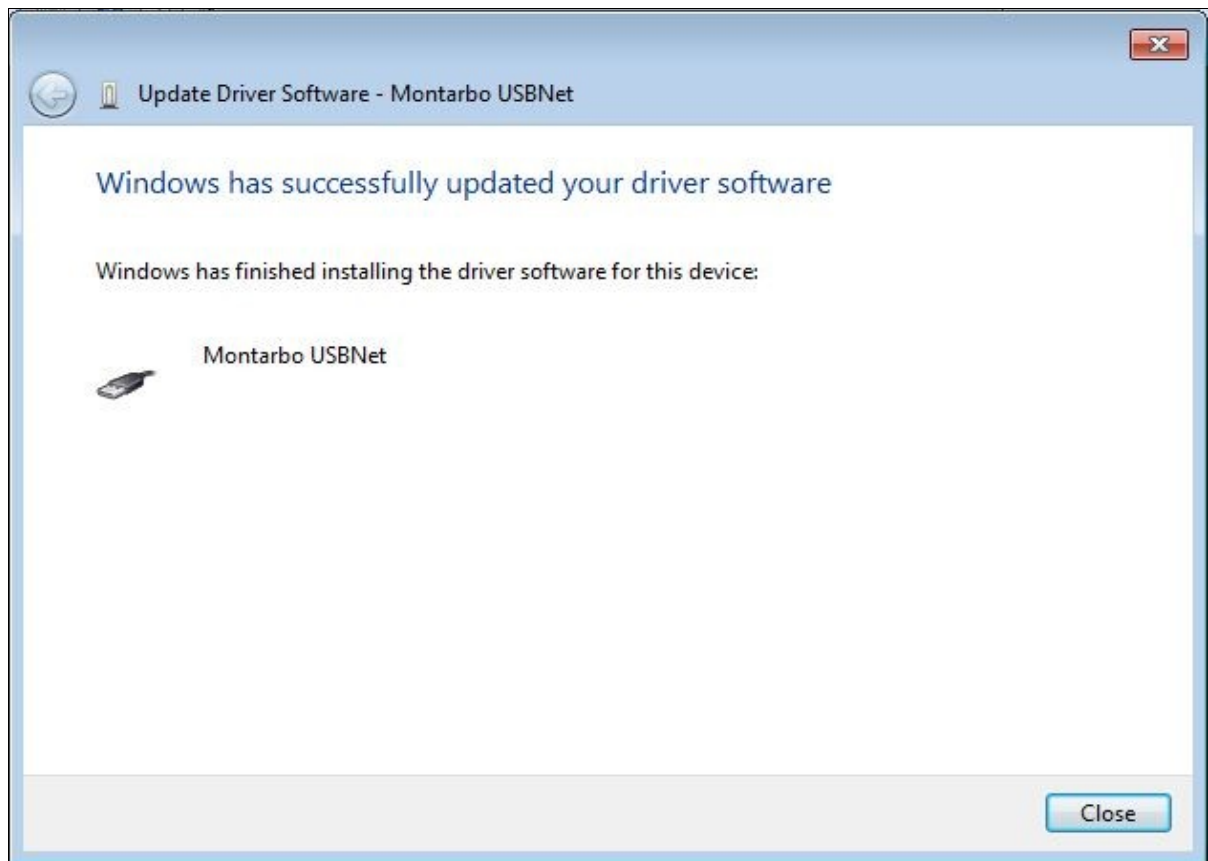 Update Driver Software - Montarbo USBNet
Windows has successfully updated your driver software
Windows has finished installing the driver software for this device:
Montarbo USBNet
Close